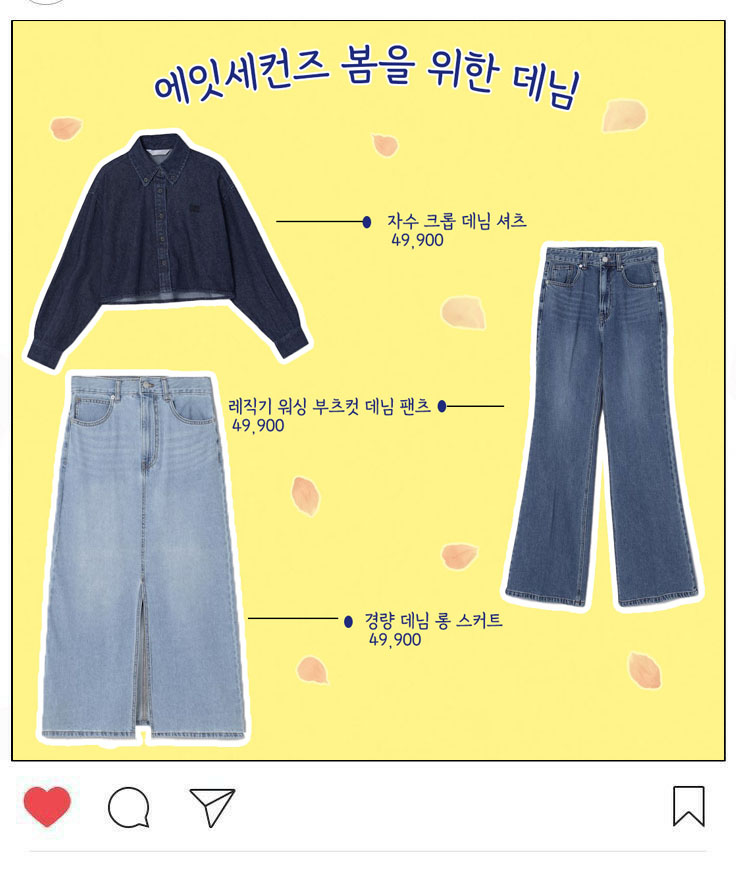 에잇세컨즈 봄을 위한 데님
자수 크롭 데님 셔츠
49,900
레직기 워싱 부츠컷 데님 팬츠
49,900
경량 데님 롱 스커트
49,900